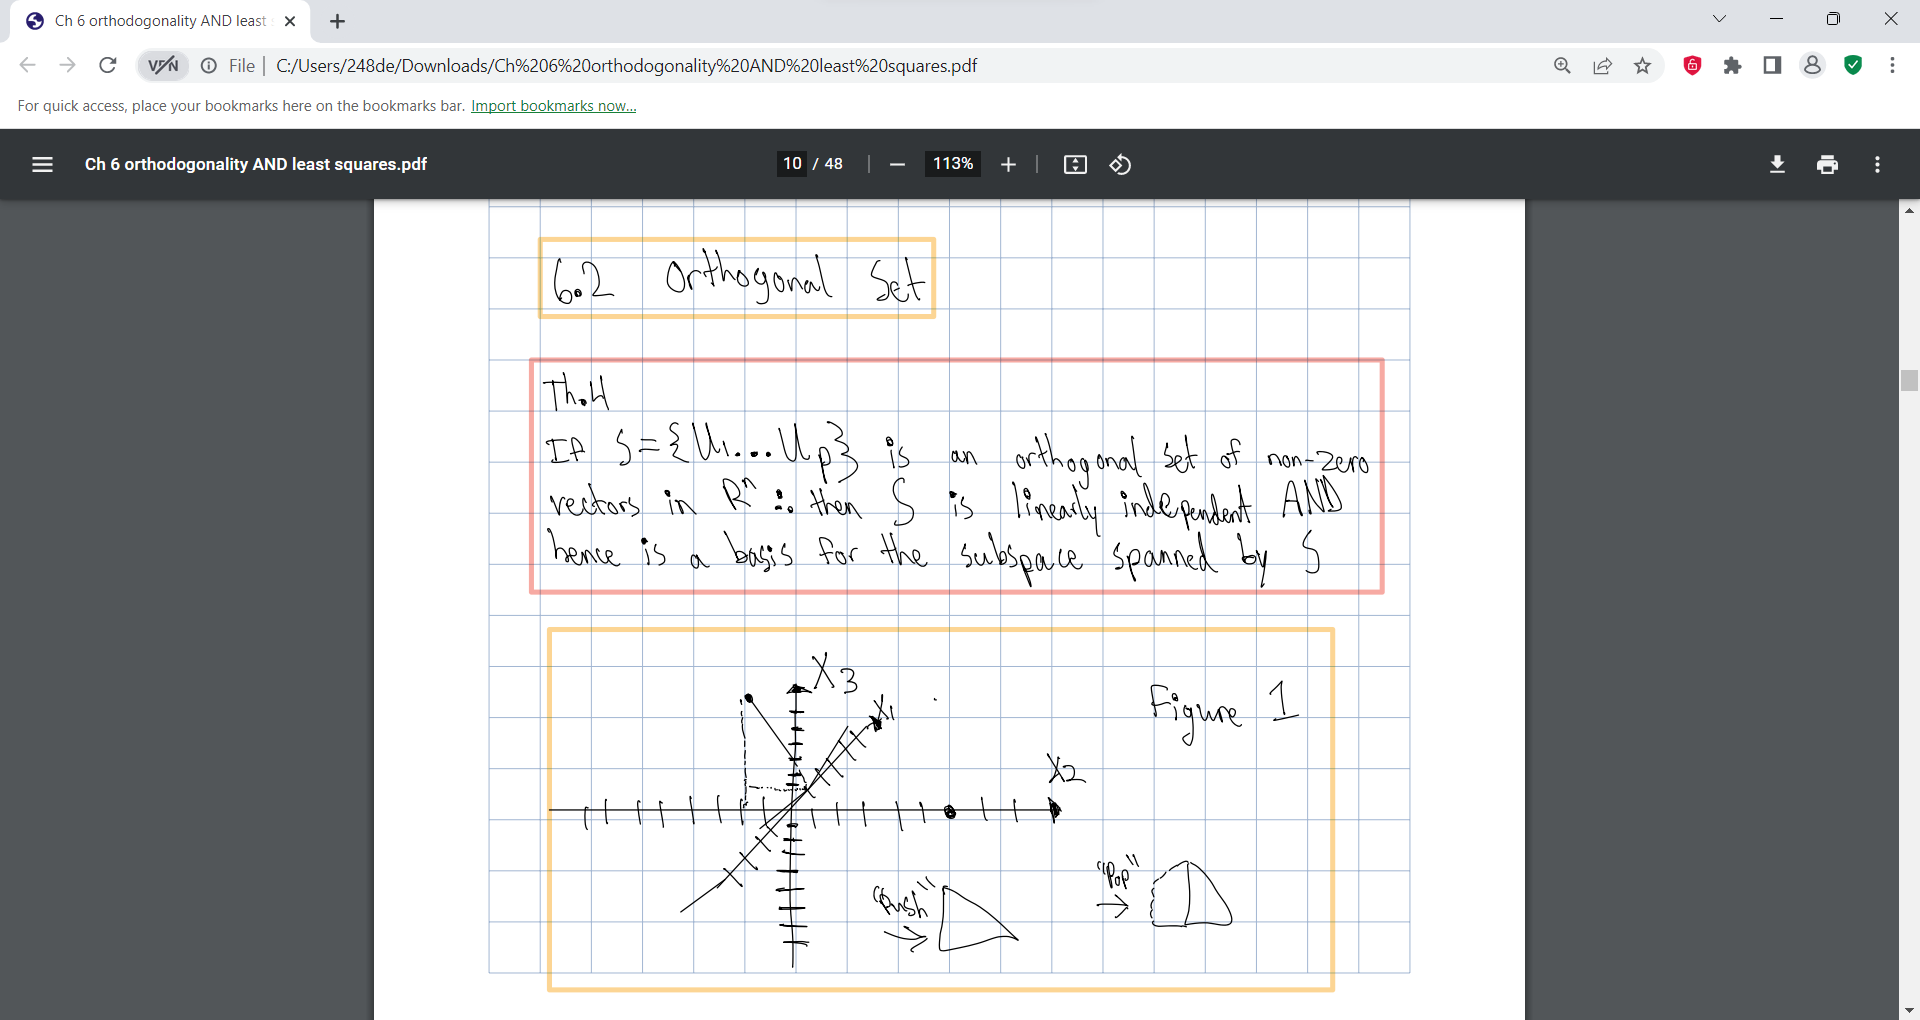 Ch 6 orthodogonality AND least
VPN
File
C:/Users/248de/Downloads/Ch%206%20orthodogonality%20AND%20least%20squares.pdf
For quick access, place your bookmarks here on the bookmarks bar. Import bookmarks now...
Ch 6 orthodogonality AND least squares.pdf
10 / 48
113%
6.2 Orthogonal Set
Th.4
If S={U1...Up} is an orthogonal set of non-zero
vectors in Rⁿ ∴ then S is linearly independent AND
hence is a basis for the subspace spanned by S
X3
X1
Figure 1
X2
"Pop"
"Push"